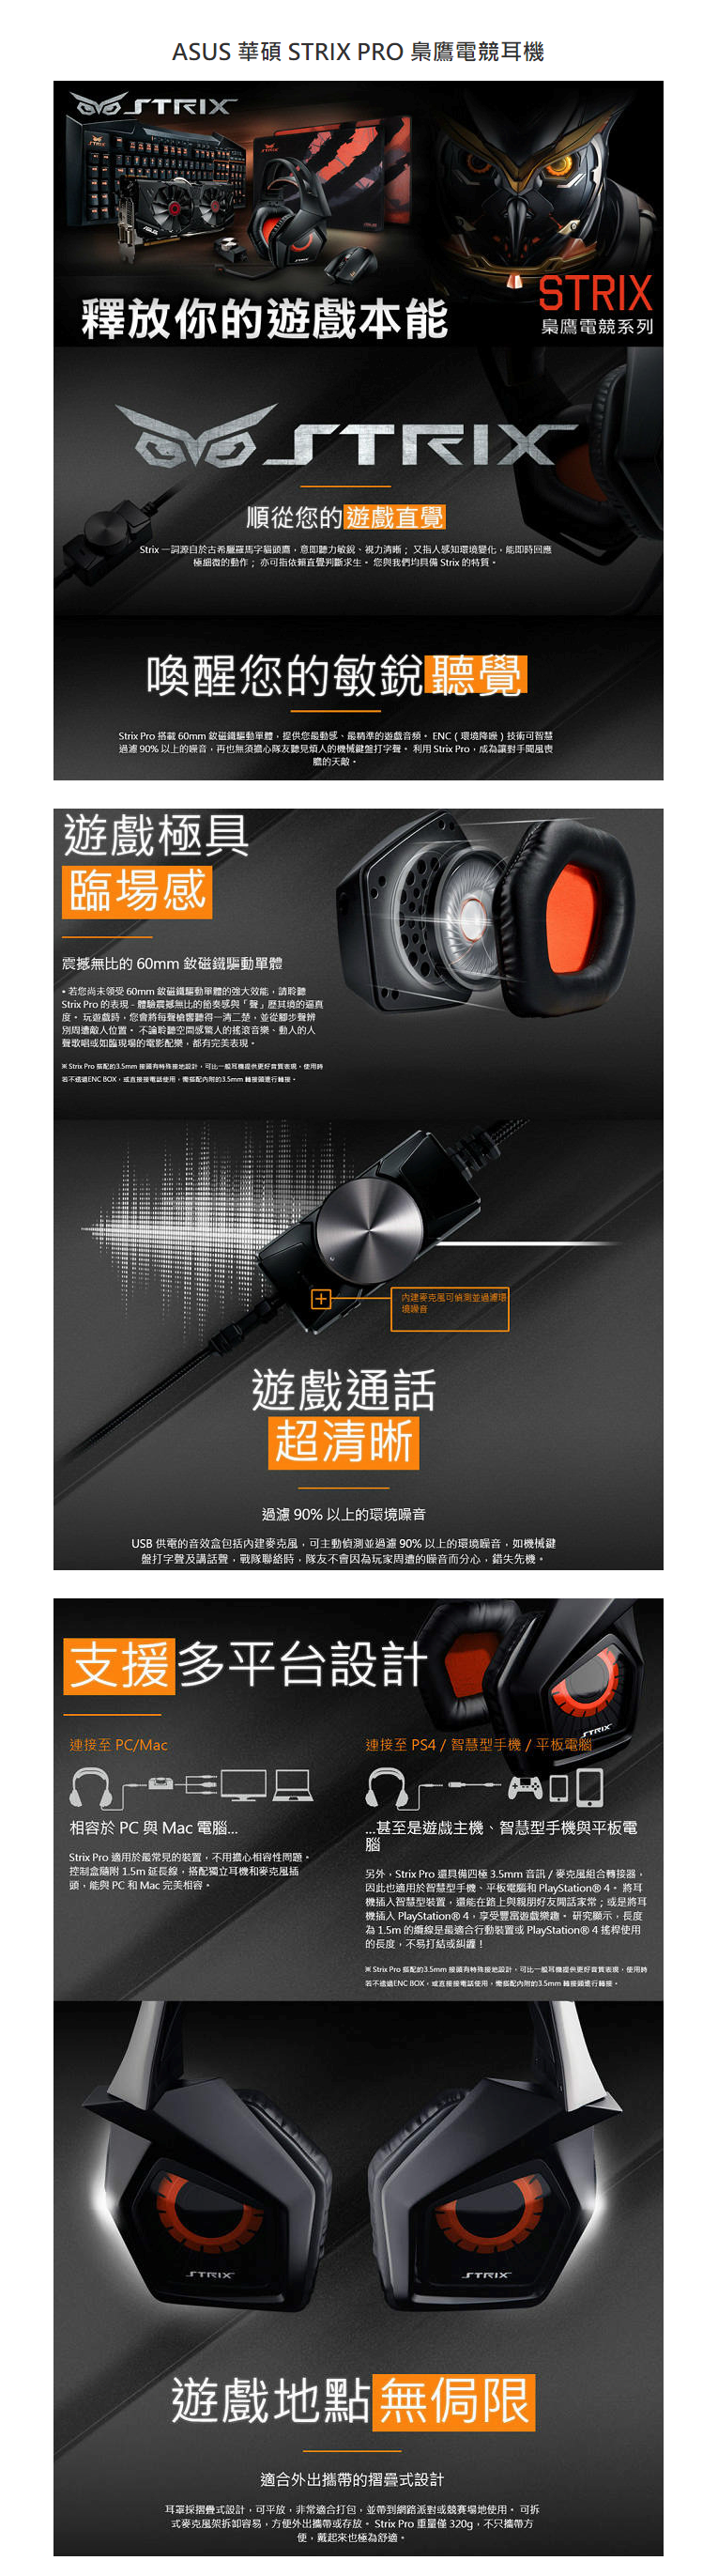 ASUS 華碩 STRIX PRO 梟鷹電競耳機
STRIX
釋放你的遊戲本能
STRIX
梟鷹電競系列
STRIX
順從您的遊戲直覺
Strix 一詞源自於古希臘羅馬字貓頭鷹，意即聽力敏銳、視力清晰； 又指人感知環境變化，能即時回應
極細微的動作； 亦可指依賴直覺判斷求生。 您與我們均具備 Strix 的特質。
喚醒您的敏銳聽覺
Strix Pro 搭載 60mm 釹磁鐵驅動單體，提供您最動感、最精準的遊戲音頻。 ENC ( 環境降噪 ) 技術可智慧
過濾 90% 以上的噪音，再也無須擔心隊友聽見煩人的機械鍵盤打字聲。 利用 Strix Pro，成為讓對手聞風喪
膽的天敵。
遊戲極具
臨場感
震撼無比的 60mm 釹磁鐵驅動單體
• 若您尚未領受 60mm 釹磁鐵驅動單體的強大效能，請聆聽
Strix Pro 的表現 - 體驗震撼無比的節奏感與「聲」歷其境的逼真
度。 玩遊戲時，您會將每聲槍響聽得一清二楚，並從腳步聲辨
別周遭敵人位置。 不論聆聽空間感驚人的搖滾音樂、動人的人
聲歌唱或如臨現場的電影配樂，都有完美表現。
※ Strix Pro 搭配的3.5mm 接頭有特殊接地設計，可比一般耳機提供更好音質表現，使用時
若不透過ENC BOX，或直接接電話使用，需搭配內附的3.5mm 轉接頭進行轉接。
內建麥克風可偵測並過濾環
境噪音
遊戲通話
超清晰
過濾 90% 以上的環境噪音
USB 供電的音效盒包括內建麥克風，可主動偵測並過濾 90% 以上的環境噪音，如機械鍵
盤打字聲及講話聲，戰隊聯絡時，隊友不會因為玩家周遭的噪音而分心，錯失先機。
支援多平台設計
STRIX
連接至 PC/Mac
連接至 PS4 / 智慧型手機 / 平板電腦
相容於 PC 與 Mac 電腦...
Strix Pro 適用於最常見的裝置，不用擔心相容性問題。
控制盒隨附 1.5m 延長線，搭配獨立耳機和麥克風插
頭，能與 PC 和 Mac 完美相容。
...甚至是遊戲主機、智慧型手機與平板電
腦
另外，Strix Pro 還具備四極 3.5mm 音訊 / 麥克風組合轉接器，
因此也適用於智慧型手機、平板電腦和 PlayStation® 4。 將耳
機插入智慧型裝置，還能在路上與親朋好友閒話家常；或是將耳
機插入 PlayStation® 4，享受豐富遊戲樂趣。 研究顯示，長度
為 1.5m 的纜線是最適合行動裝置或 PlayStation® 4 搖桿使用
的長度，不易打結或糾纏！
※ Strix Pro 搭配的3.5mm 接頭有特殊接地設計，可比一般耳機提供更好音質表現，使用時
若不透過ENC BOX，或直接接電話使用，需搭配內附的3.5mm 轉接頭進行轉接。
STRIX
STRIX
遊戲地點無侷限
適合外出攜帶的摺疊式設計
耳罩採摺疊式設計，可平放，非常適合打包，並帶到網路派對或競賽場地使用。 可拆
式麥克風架拆卸容易，方便外出攜帶或存放。 Strix Pro 重量僅 320g，不只攜帶方
便，戴起來也極為舒適。